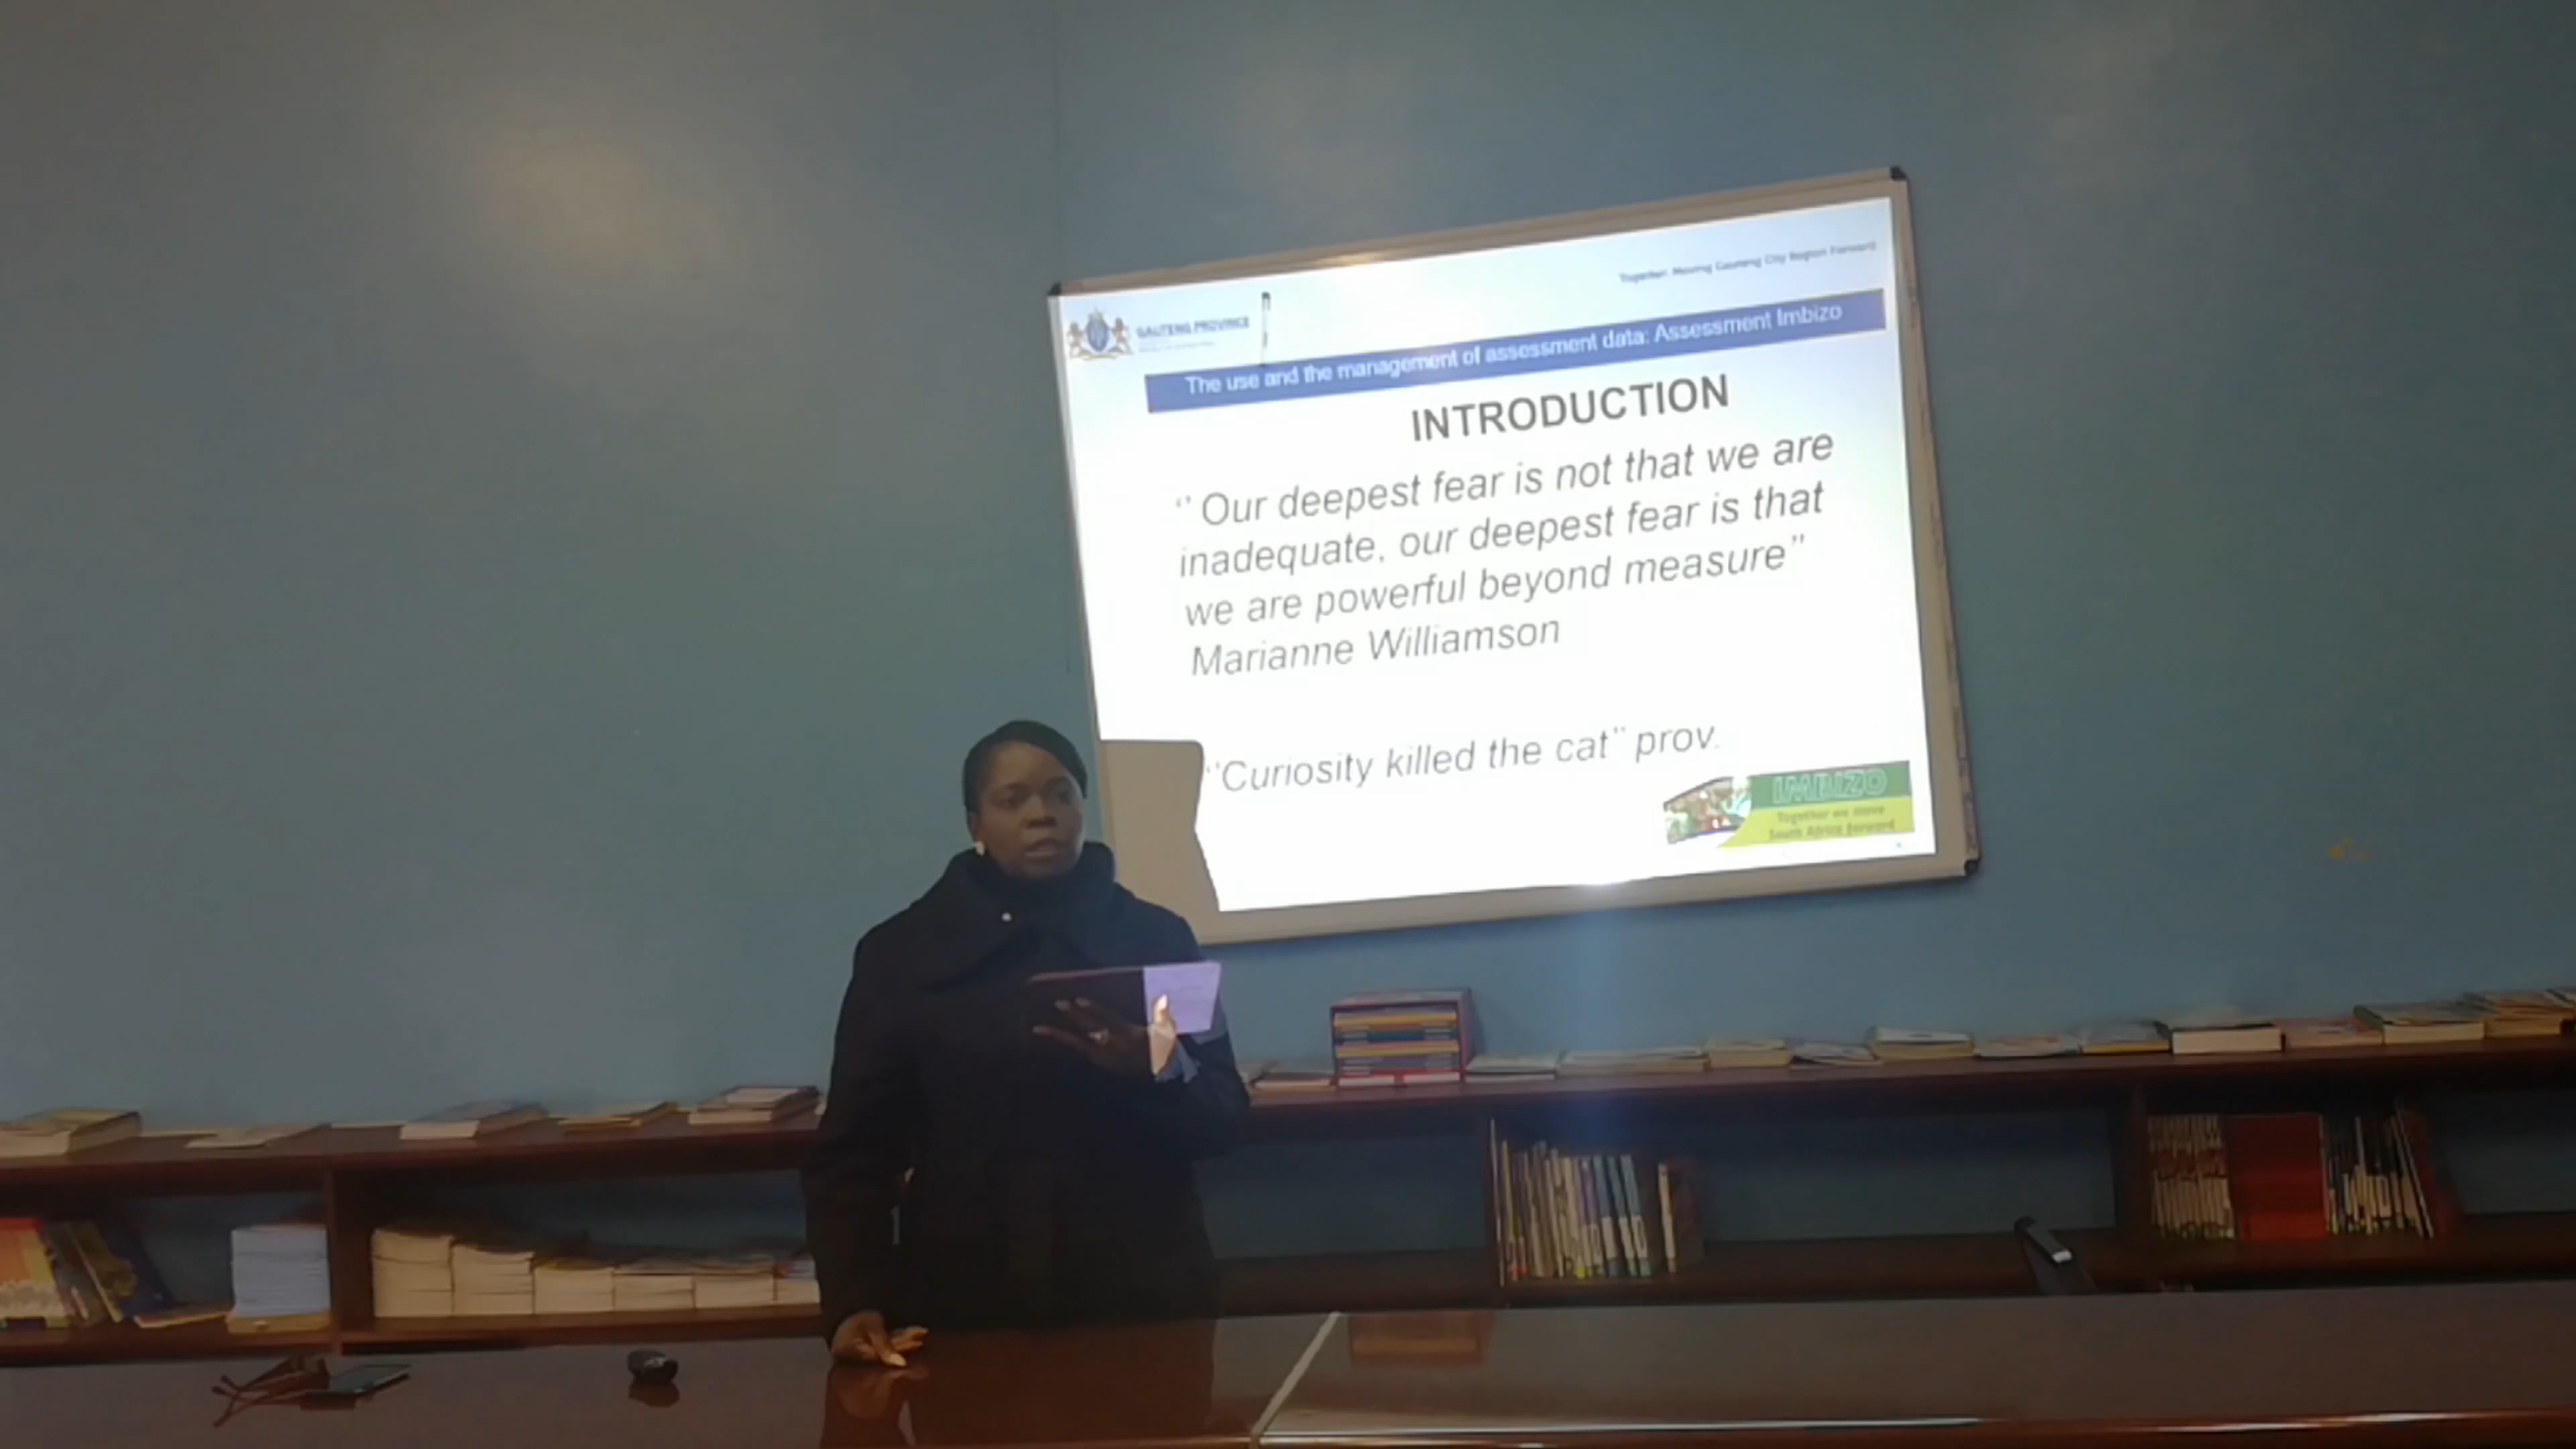 Together Moving Gauteng City Region Forward
GAUTENG PROVINCE
The use and the management of assessment data: Assessment Imbizo
INTRODUCTION
‘’ Our deepest fear is not that we are
inadequate, our deepest fear is that
we are powerful beyond measure’’
Marianne Williamson
‘’Curiosity killed the cat’’ prov.
IMBIZO
Together we move
South Africa forward